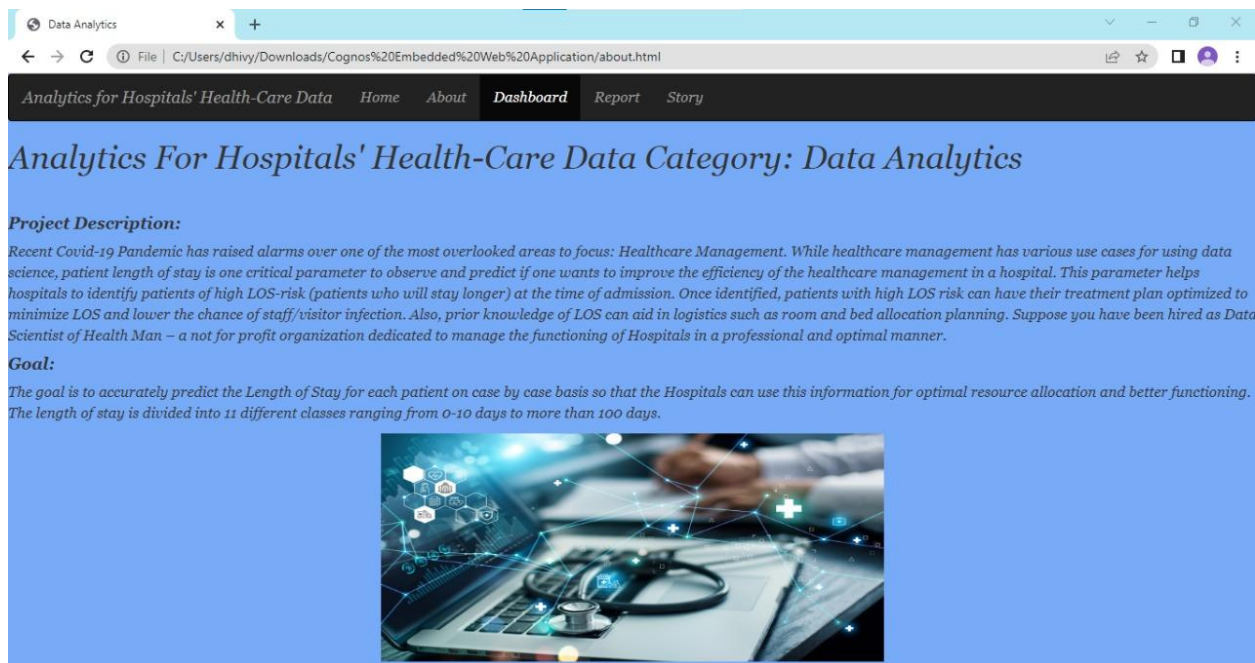 Data Analytics
File | C:/Users/dhivy/Downloads/Cognos%20Embedded%20Web%20Application/about.html
Analytics for Hospitals' Health-Care Data Home About Dashboard Report Story
Analytics For Hospitals' Health-Care Data Category: Data Analytics
Project Description:
Recent Covid-19 Pandemic has raised alarms over one of the most overlooked areas to focus: Healthcare Management. While healthcare management has various use cases for using data
science, patient length of stay is one critical parameter to observe and predict if one wants to improve the efficiency of the healthcare management in a hospital. This parameter helps
hospitals to identify patients of high LOS-risk (patients who will stay longer) at the time of admission. Once identified, patients with high LOS risk can have their treatment plan optimized to
minimize LOS and lower the chance of staff/visitor infection. Also, prior knowledge of LOS can aid in logistics such as room and bed allocation planning. Suppose you have been hired as Data
Scientist of Health Man – a not for profit organization dedicated to manage the functioning of Hospitals in a professional and optimal manner.
Goal:
The goal is to accurately predict the Length of Stay for each patient on case by case basis so that the Hospitals can use this information for optimal resource allocation and better functioning.
The length of stay is divided into 11 different classes ranging from 0-10 days to more than 100 days.